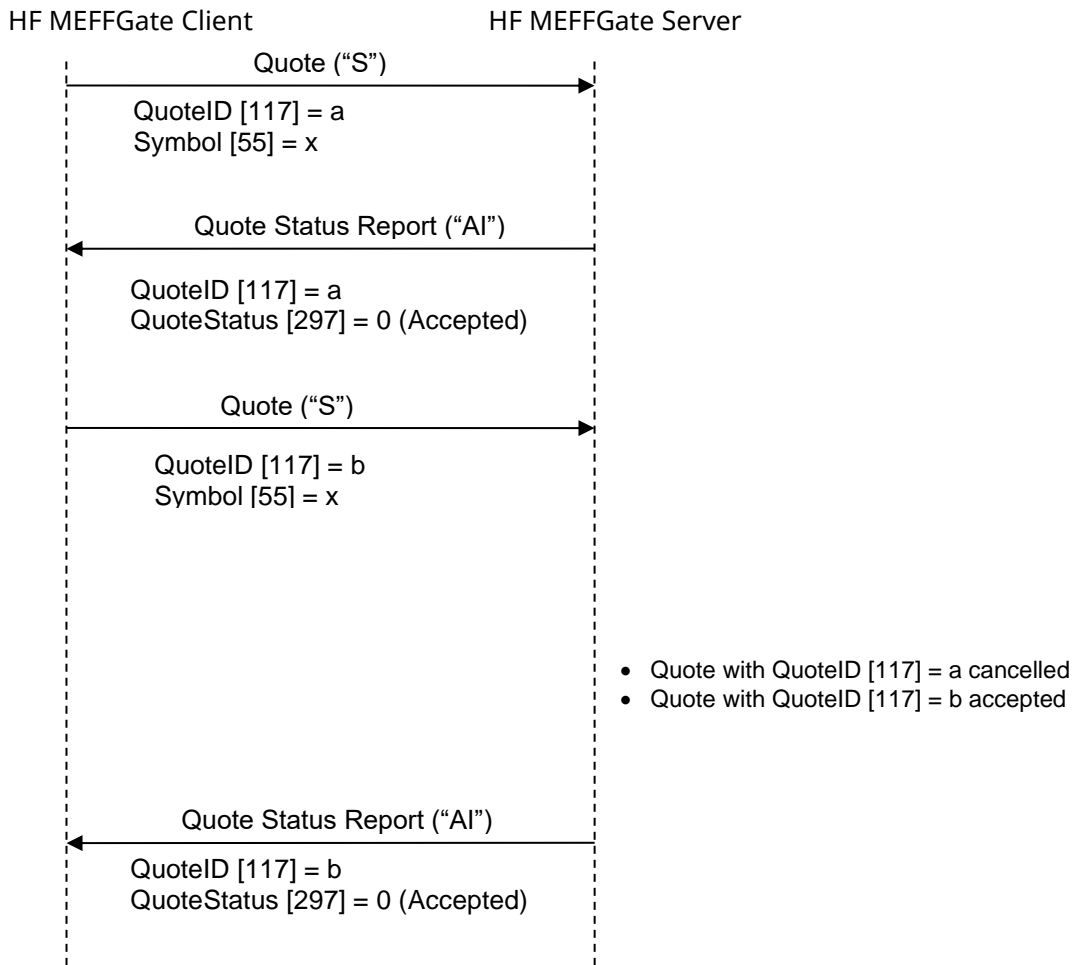 HF MEFFGate Client
HF MEFFGate Server
Quote (“S”)
QuoteID [117] = a
Symbol [55] = x
Quote Status Report (“AI”)
QuoteID [117] = a
QuoteStatus [297] = 0 (Accepted)
Quote (“S”)
QuoteID [117] = b
Symbol [55] = x
• Quote with QuoteID [117] = a cancelled
• Quote with QuoteID [117] = b accepted
Quote Status Report (“AI”)
QuoteID [117] = b
QuoteStatus [297] = 0 (Accepted)